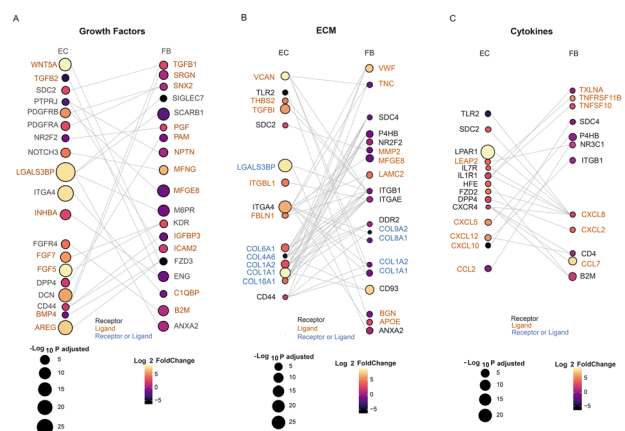 A
Growth Factors
EC
FB
WNT5A
TGFB2
SDC2
PTPRJ
PDGFRB
PDGFRA
NR2F2
NOTCH3
LGALS3BP
ITGA4
INHBA
FGFR4
FGF7
FGF5
DPP4
DCN
CD44
BMP4
AREG
TGFB1
SRGN
SNX2
SIGLEC7
SCARB1
PGF
PAM
NPTN
MFNG
MFGE8
M6PR
KDR
IGFBP3
ICAM2
FZD3
ENG
C1QBP
B2M
ANXA2
Receptor
Ligand
Receptor or Ligand
-Log 10 P adjusted
5
10
15
20
25
Log 2 FoldChange
5
0
-5
B
ECM
EC
FB
VCAN
TLR2
THBS2
TGFBI
SDC2
LGALS3BP
ITGBL1
ITGA4
FBLN1
COL6A1
COL4A6
COL1A2
COL1A1
COL16A1
CD44
VWF
TNC
SDC4
P4HB
NR2F2
MMP2
MFGE8
LAMC2
ITGB1
ITGAE
DDR2
COL9A2
COL8A1
COL1A2
COL1A1
CD93
BGN
APOE
ANXA2
Receptor
Ligand
Receptor or Ligand
-Log 10 P adjusted
5
10
15
20
25
Log 2 FoldChange
5
0
-5
C
Cytokines
EC
FB
TLR2
SDC2
LPAR1
LEAP2
IL7R
IL1R1
HFE
FZD2
DPP4
CXCR4
CXCL5
CXCL12
CXCL10
CCL2
TXLNA
TNFRSF11B
TNFSF10
SDC4
P4HB
NR3C1
ITGB1
CXCL8
CXCL2
CD4
CCL7
B2M
Receptor
Ligand
Receptor or Ligand
-Log 10 P adjusted
5
10
15
20
Log 2 FoldChange
5
0
-5